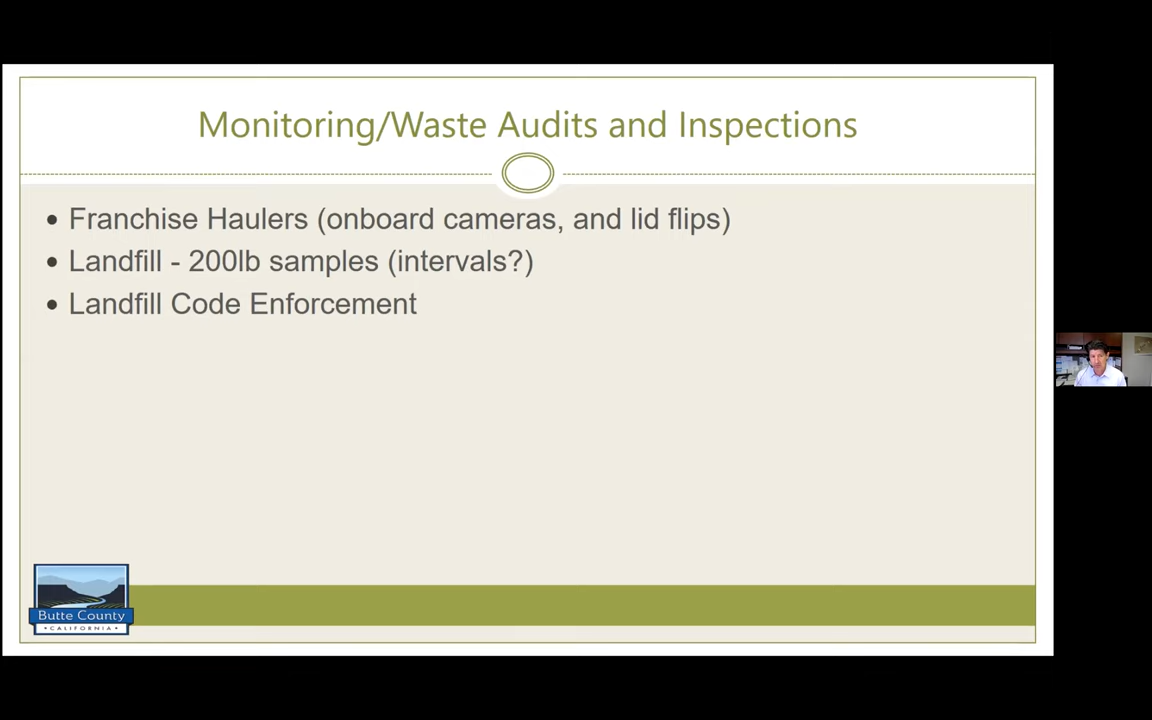 Monitoring/Waste Audits and Inspections
• Franchise Haulers (onboard cameras, and lid flips)
• Landfill - 200lb samples (intervals?)
• Landfill Code Enforcement
Butte County
• CALIFORNIA •